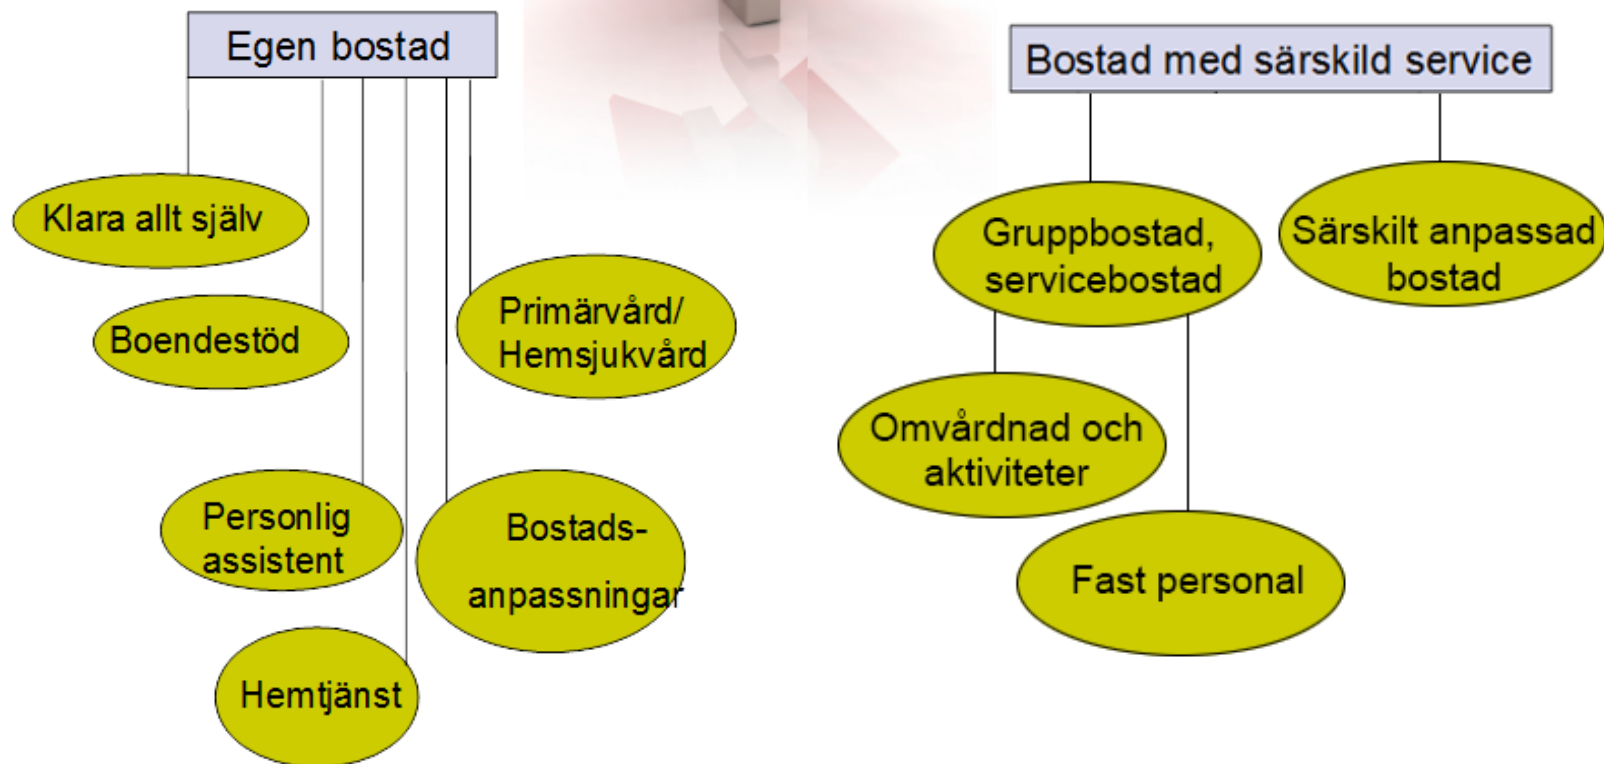 Egen bostad
Klara allt själv
Boendestöd
Primärvård/
Hemsjukvård
Personlig
assistent
Bostads-
anpassningar
Hemtjänst
Bostad med särskild service
Gruppbostad,
servicebostad
Särskilt anpassad
bostad
Omvårdnad och
aktiviteter
Fast personal